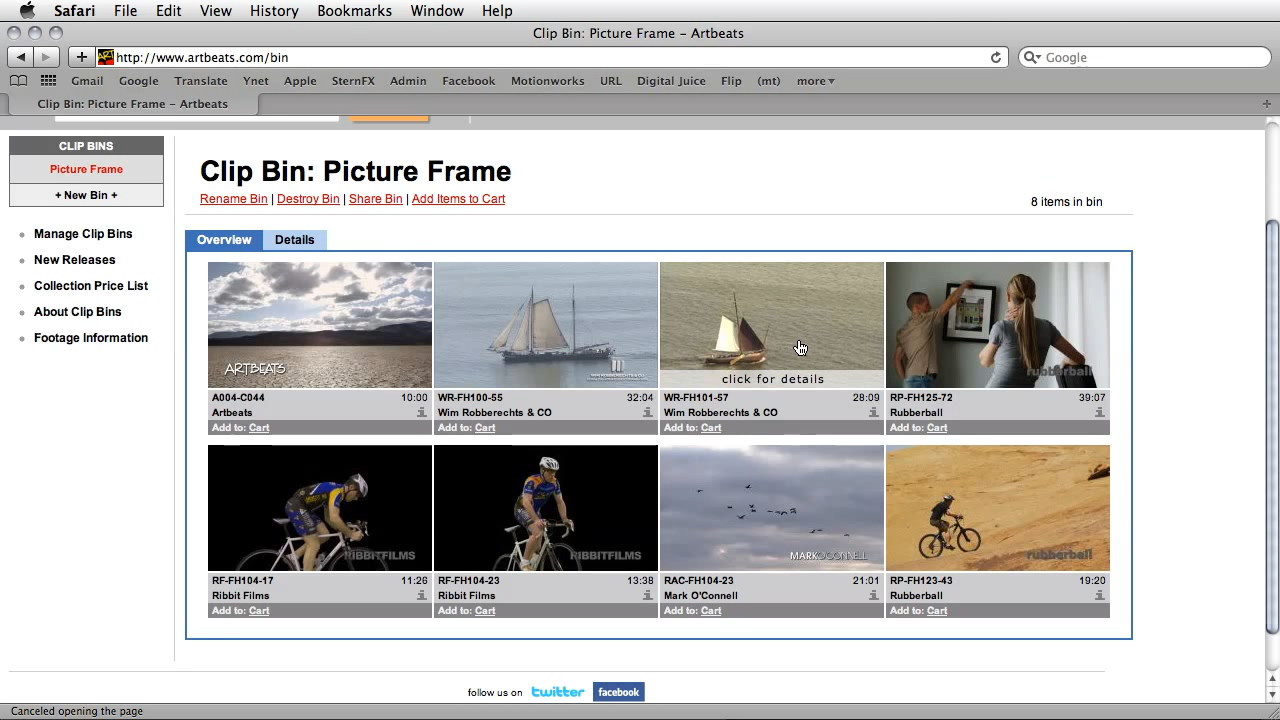 Safari File Edit View History Bookmarks Window Help
Clip Bin: Picture Frame – Artbeats
http://www.artbeats.com/bin
Google
Gmail Google Translate Ynet Apple SternFX Admin Facebook Motionworks URL Digital Juice Flip (mt) more
Clip Bin: Picture Frame – Artbeats
CLIP BINS
Picture Frame
+ New Bin +
Manage Clip Bins
New Releases
Collection Price List
About Clip Bins
Footage Information
Clip Bin: Picture Frame
Rename Bin | Destroy Bin | Share Bin | Add Items to Cart
8 items in bin
Overview Details
ARTBEATS
click for details
rubberball
A004-C044 10:00
Artbeats
Add to: Cart
WR-FH100-55 32:04
Wim Robberechts & CO
Add to: Cart
WR-FH101-57 28:09
Wim Robberechts & CO
Add to: Cart
RP-FH125-72 39:07
Rubberball
Add to: Cart
RIBBITFILMS
RIBBITFILMS
MARKOCONNELL
rubberball
RF-FH104-17 11:26
Ribbit Films
Add to: Cart
RF-FH104-23 13:38
Ribbit Films
Add to: Cart
RAC-FH104-23 21:01
Mark O'Connell
Add to: Cart
RP-FH123-43 19:20
Rubberball
Add to: Cart
follow us on twitter facebook
Canceled opening the page